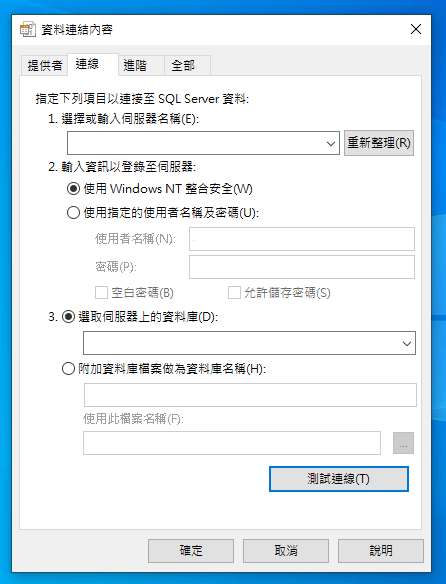 資料連結內容
提供者 連線 進階 全部
指定下列項目以連接至 SQL Server 資料:
1. 選擇或輸入伺服器名稱(E):
重新整理(R)
2. 輸入資訊以登錄至伺服器:
使用 Windows NT 整合安全(W)
使用指定的使用者名稱及密碼(U):
使用者名稱(N):
密碼(P):
空白密碼(B) 允許儲存密碼(S)
3. 選取伺服器上的資料庫(D):
附加資料庫檔案做為資料庫名稱(H):
使用此檔案名稱(F):
...
測試連線(T)
確定 取消 說明